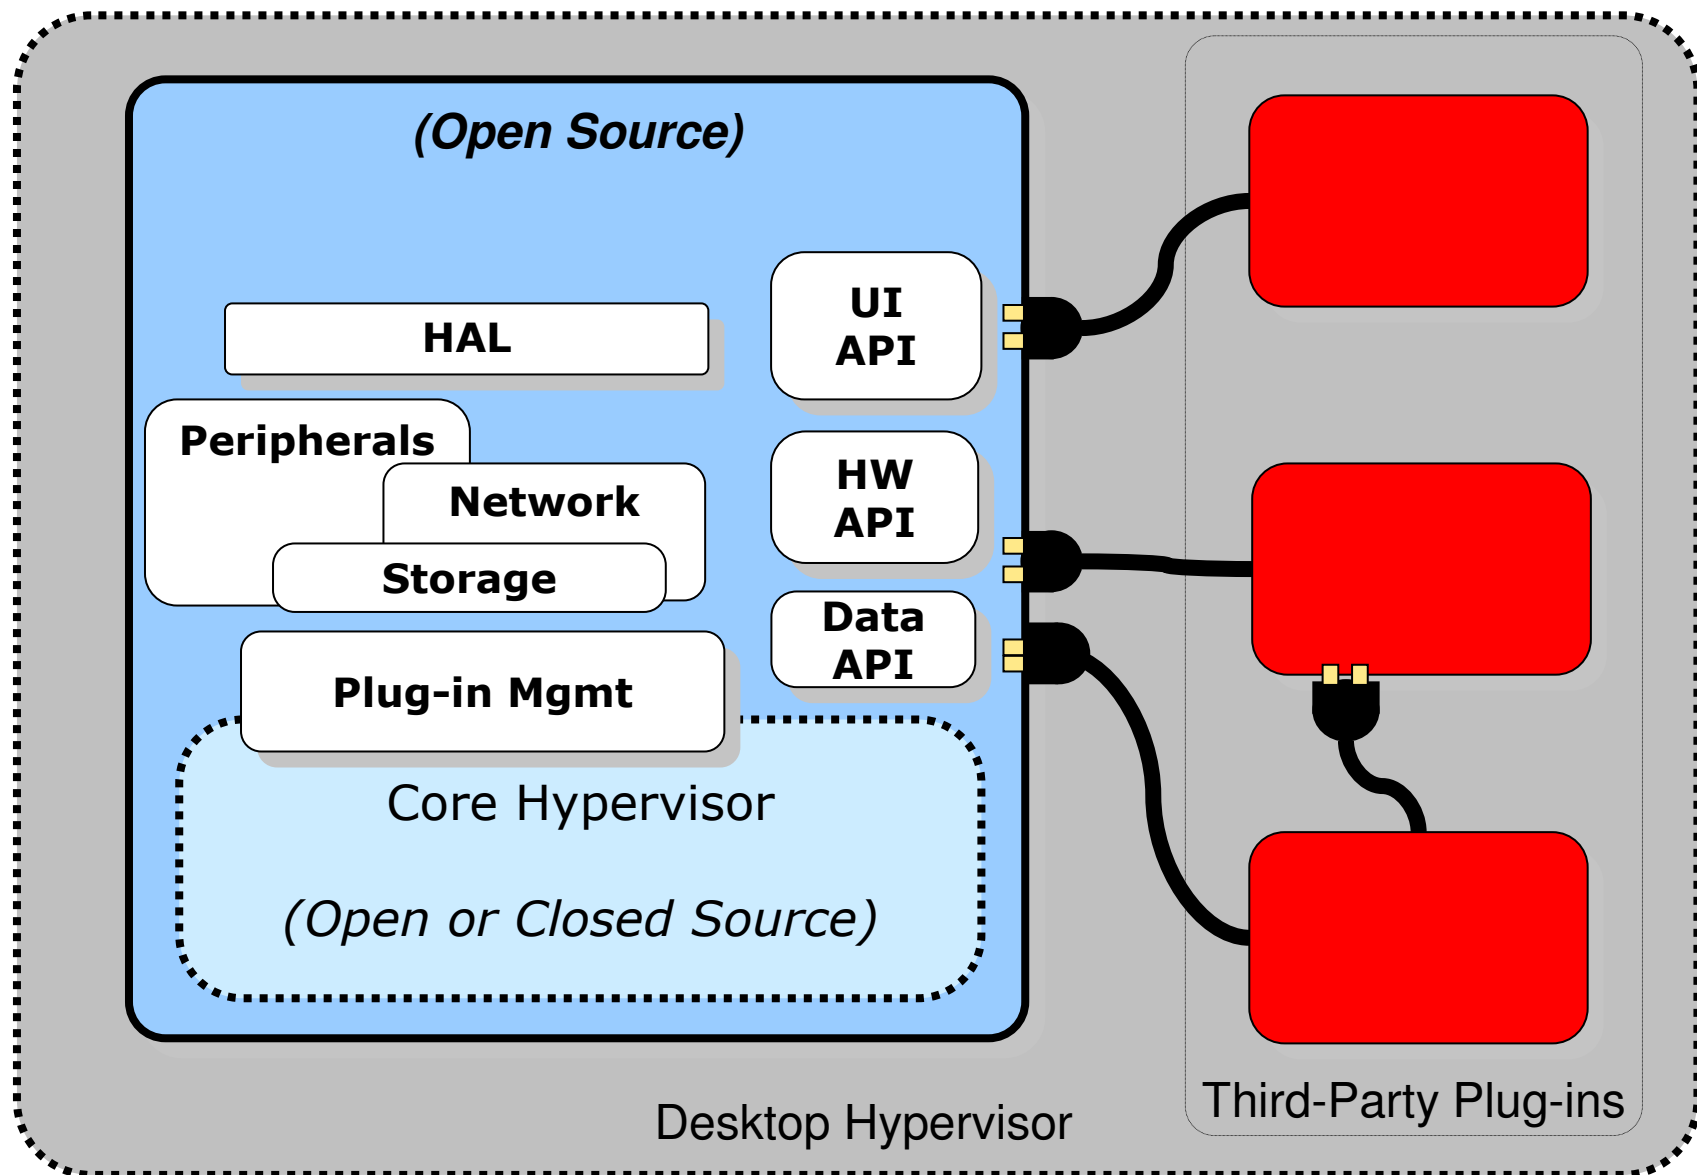 (Open Source)
UI
API
HAL
Peripherals
Network
Storage
HW
API
Data
API
Plug-in Mgmt
Core Hypervisor
(Open or Closed Source)
Third-Party Plug-ins
Desktop Hypervisor